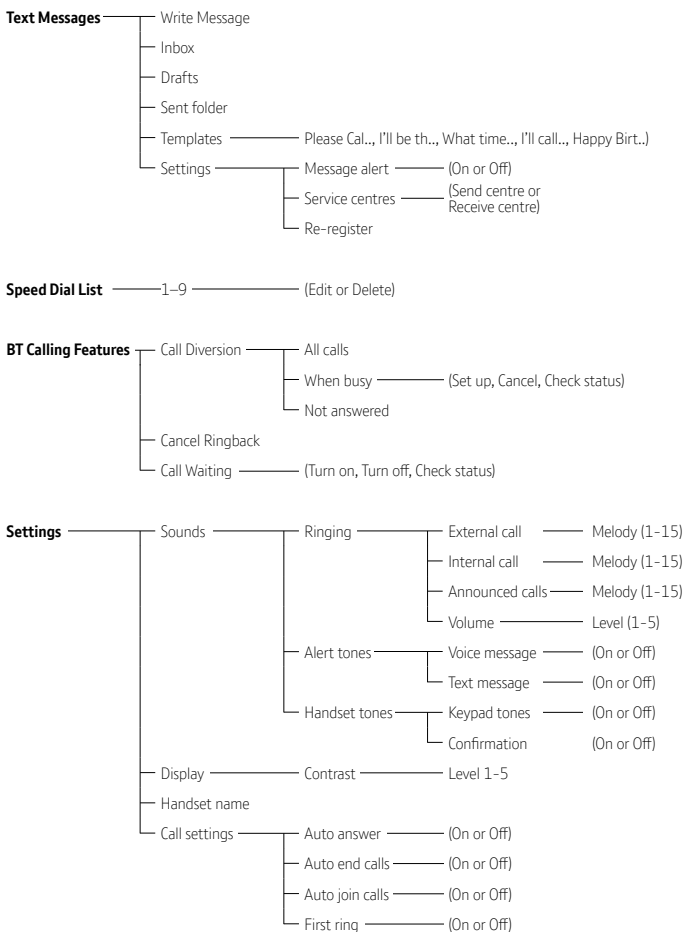 Text Messages Write Message
Inbox
Drafts
Sent folder
Templates Please Cal.., I'll be th.., What time.., I'll call.., Happy Birt..)
Settings Message alert (On or Off)
Service centres (Send centre or
Receive centre)
Re-register
Speed Dial List 1–9 (Edit or Delete)
BT Calling Features Call Diversion All calls
When busy (Set up, Cancel, Check status)
Not answered
Cancel Ringback
Call Waiting (Turn on, Turn off, Check status)
Settings Sounds Ringing External call Melody (1-15)
Internal call Melody (1-15)
Announced calls Melody (1-15)
Volume Level (1-5)
Alert tones Voice message (On or Off)
Text message (On or Off)
Handset tones Keypad tones (On or Off)
Confirmation (On or Off)
Display Contrast Level 1-5
Handset name
Call settings Auto answer (On or Off)
Auto end calls (On or Off)
Auto join calls (On or Off)
First ring (On or Off)